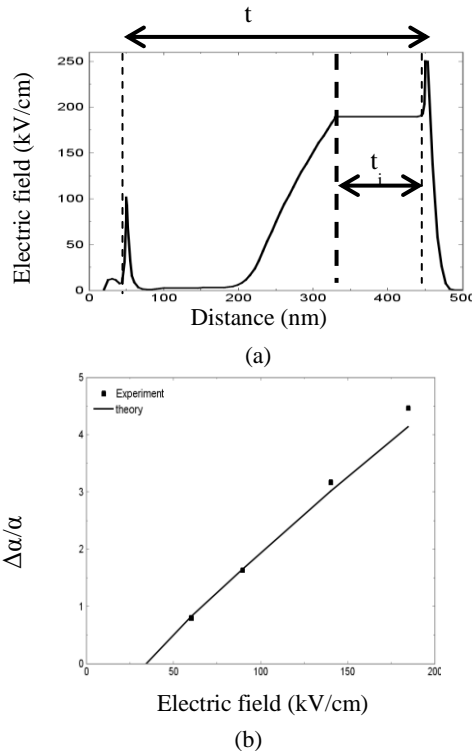 t
250
200
150
100
50
0
Electric field (kV/cm)
t_i
0 100 200 300 400 500
Distance (nm)
(a)
5
4
3
2
1
0
Δα/α
Experiment
theory
0 50 100 150 200
Electric field (kV/cm)
(b)